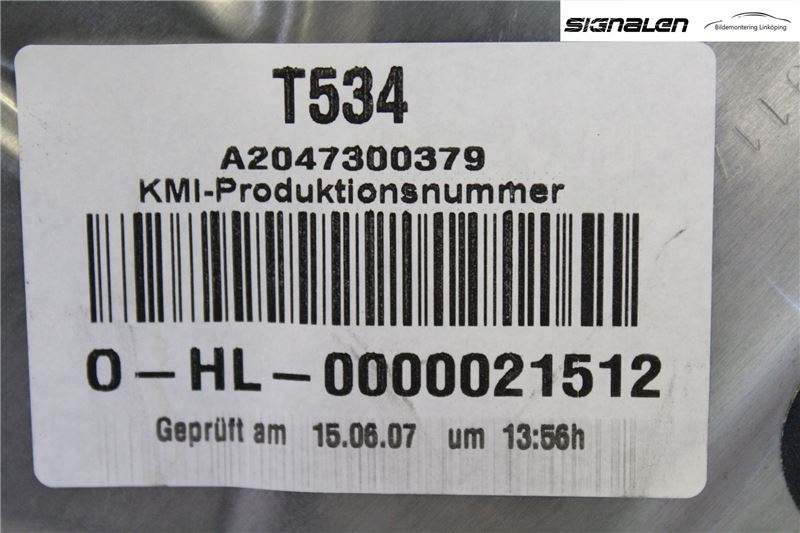 SIGNALEN
Bildemontering Linköping
T534
A2047300379
KMI-Produktionsnummer
O-HL-0000021512
Geprüft am 15.06.07 um 13:56h